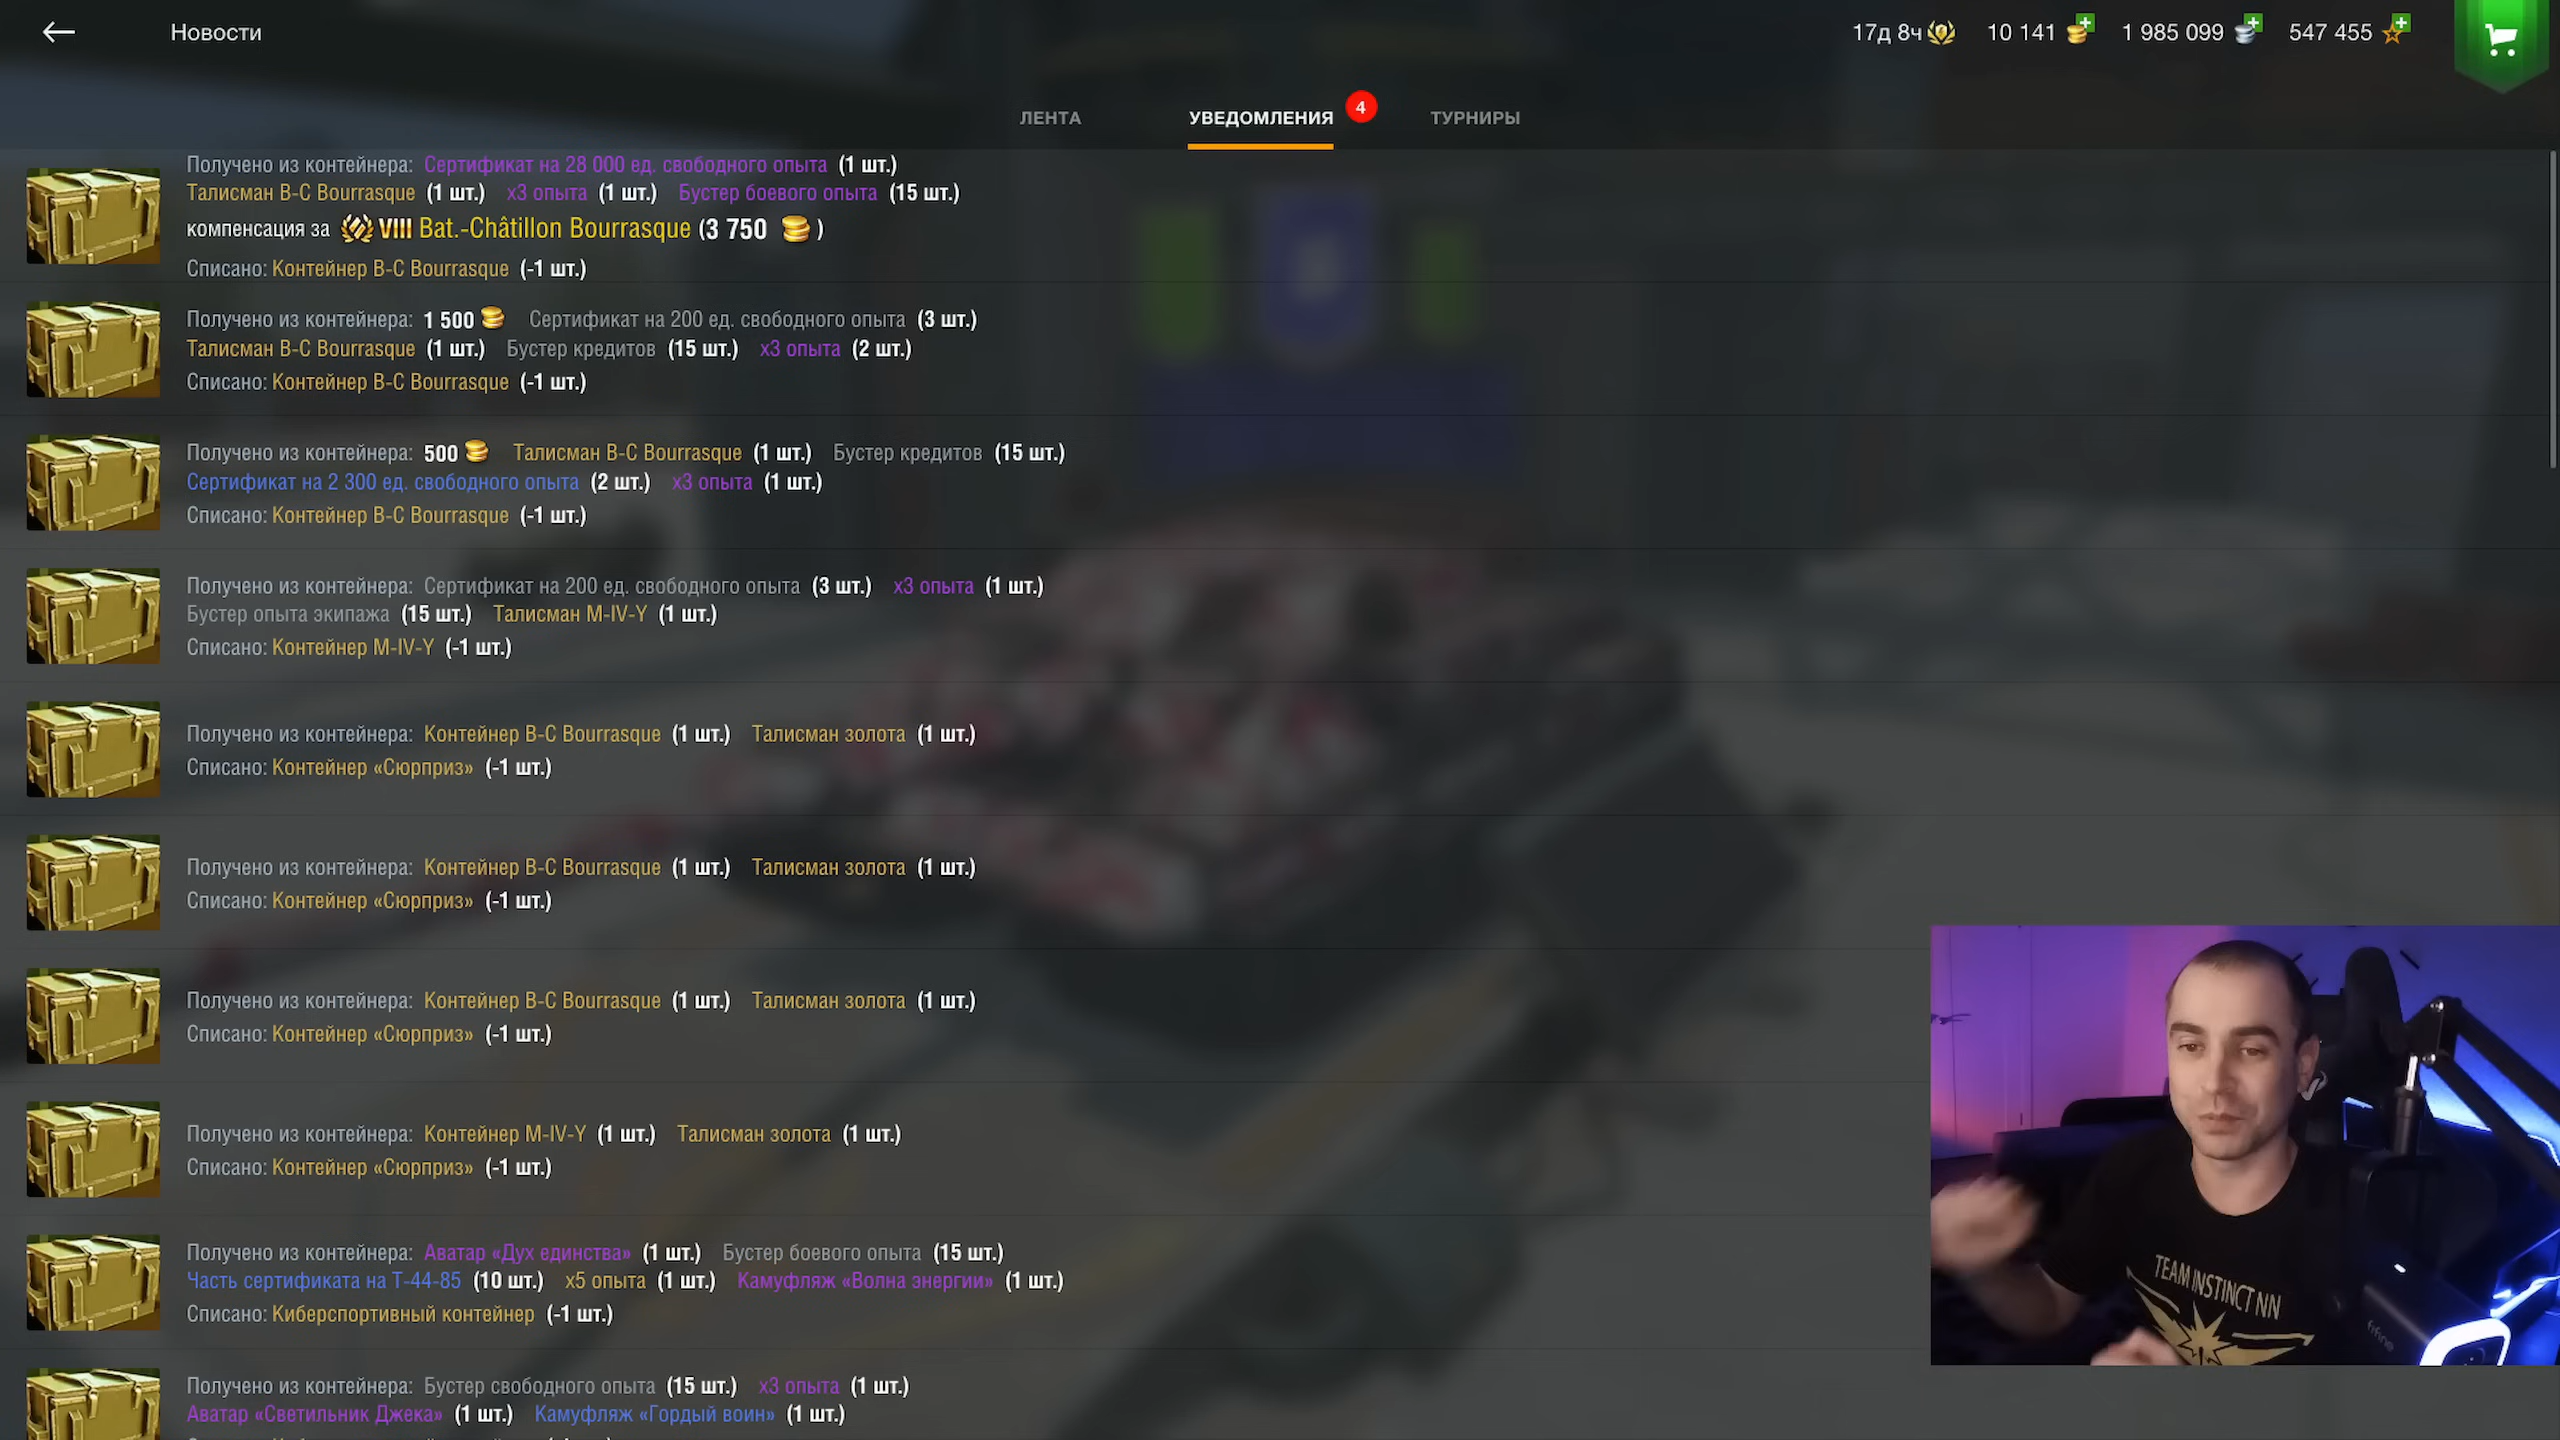 Новости
17д 8ч 10 141 1 985 099 547 455
ЛЕНТА УВЕДОМЛЕНИЯ 4 ТУРНИРЫ
Получено из контейнера: Сертификат на 28 000 ед. свободного опыта (1 шт.)
Талисман B-C Bourrasque (1 шт.) x3 опыта (1 шт.) Бустер боевого опыта (15 шт.)
компенсация за VIII Bat.-Châtillon Bourrasque (3 750 )
Списано: Контейнер B-C Bourrasque (-1 шт.)
Получено из контейнера: 1 500 Сертификат на 200 ед. свободного опыта (3 шт.)
Талисман B-C Bourrasque (1 шт.) Бустер кредитов (15 шт.) x3 опыта (2 шт.)
Списано: Контейнер B-C Bourrasque (-1 шт.)
Получено из контейнера: 500 Талисман B-C Bourrasque (1 шт.) Бустер кредитов (15 шт.)
Сертификат на 2 300 ед. свободного опыта (2 шт.) x3 опыта (1 шт.)
Списано: Контейнер B-C Bourrasque (-1 шт.)
Получено из контейнера: Сертификат на 200 ед. свободного опыта (3 шт.) x3 опыта (1 шт.)
Бустер опыта экипажа (15 шт.) Талисман M-IV-Y (1 шт.)
Списано: Контейнер M-IV-Y (-1 шт.)
Получено из контейнера: Контейнер B-C Bourrasque (1 шт.) Талисман золота (1 шт.)
Списано: Контейнер «Сюрприз» (-1 шт.)
Получено из контейнера: Контейнер B-C Bourrasque (1 шт.) Талисман золота (1 шт.)
Списано: Контейнер «Сюрприз» (-1 шт.)
Получено из контейнера: Контейнер B-C Bourrasque (1 шт.) Талисман золота (1 шт.)
Списано: Контейнер «Сюрприз» (-1 шт.)
Получено из контейнера: Контейнер M-IV-Y (1 шт.) Талисман золота (1 шт.)
Списано: Контейнер «Сюрприз» (-1 шт.)
Получено из контейнера: Аватар «Дух единства» (1 шт.) Бустер боевого опыта (15 шт.)
Часть сертификата на Т-44-85 (10 шт.) x5 опыта (1 шт.) Камуфляж «Волна энергии» (1 шт.)
Списано: Киберспортивный контейнер (-1 шт.)
Получено из контейнера: Бустер свободного опыта (15 шт.) x3 опыта (1 шт.)
Аватар «Светильник Джека» (1 шт.) Камуфляж «Гордый воин» (1 шт.)
TEAM INSTINCT NN
fifine